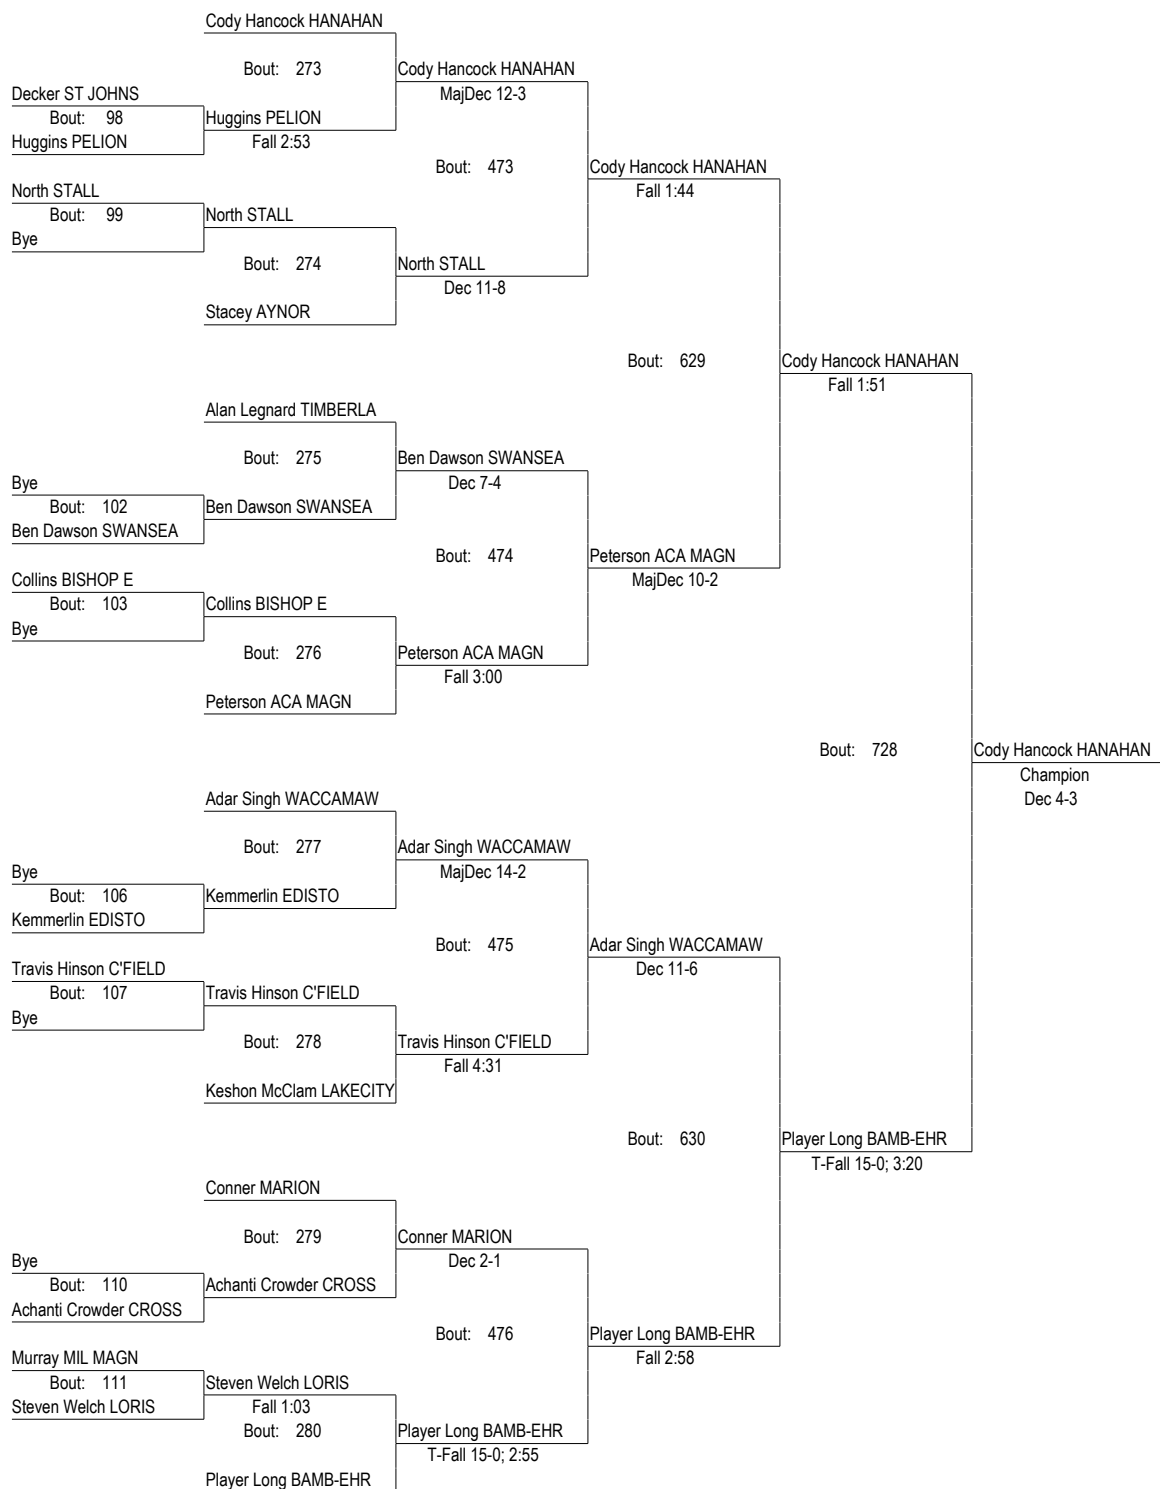 Cody Hancock HANAHAN
Bout: 273
Cody Hancock HANAHAN
Decker ST JOHNS
MajDec 12-3
Bout: 98
Huggins PELION
Huggins PELION
Fall 2:53
Bout: 473
Cody Hancock HANAHAN
North STALL
Fall 1:44
Bout: 99
North STALL
Bye
Bout: 274
North STALL
Dec 11-8
Stacey AYNOR
Bout: 629
Cody Hancock HANAHAN
Fall 1:51
Alan Legnard TIMBERLA
Bout: 275
Ben Dawson SWANSEA
Bye
Dec 7-4
Bout: 102
Ben Dawson SWANSEA
Ben Dawson SWANSEA
Bout: 474
Peterson ACA MAGN
Collins BISHOP E
MajDec 10-2
Bout: 103
Collins BISHOP E
Bye
Bout: 276
Peterson ACA MAGN
Fall 3:00
Peterson ACA MAGN
Bout: 728
Cody Hancock HANAHAN
Champion
Dec 4-3
Adar Singh WACCAMAW
Bout: 277
Adar Singh WACCAMAW
Bye
MajDec 14-2
Bout: 106
Kemmerlin EDISTO
Kemmerlin EDISTO
Bout: 475
Adar Singh WACCAMAW
Travis Hinson C'FIELD
Dec 11-6
Bout: 107
Travis Hinson C'FIELD
Bye
Bout: 278
Travis Hinson C'FIELD
Fall 4:31
Keshon McClam LAKECITY
Bout: 630
Player Long BAMB-EHR
T-Fall 15-0; 3:20
Conner MARION
Bout: 279
Conner MARION
Bye
Dec 2-1
Bout: 110
Achanti Crowder CROSS
Achanti Crowder CROSS
Bout: 476
Player Long BAMB-EHR
Murray MIL MAGN
Fall 2:58
Bout: 111
Steven Welch LORIS
Steven Welch LORIS
Fall 1:03
Bout: 280
Player Long BAMB-EHR
T-Fall 15-0; 2:55
Player Long BAMB-EHR